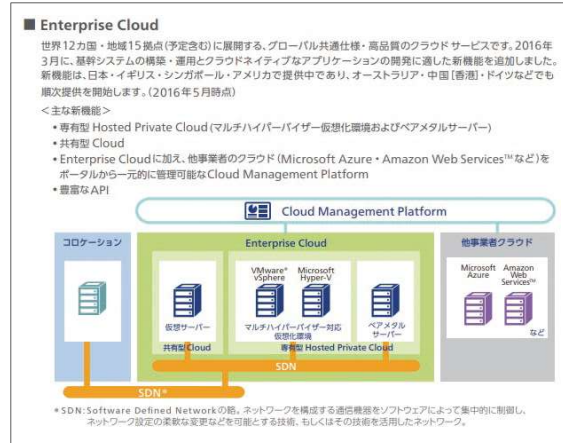 ■ Enterprise Cloud
世界12カ国・地域15拠点(予定含む)に展開する、グローバル共通仕様・高品質のクラウドサービスです。2016年
3月に、基幹システムの構築・運用とクラウドネイティブなアプリケーションの開発に適した新機能を追加しました。
新機能は、日本・イギリス・シンガポール・アメリカで提供中であり、オーストラリア・中国[香港]・ドイツなどでも
順次提供を開始します。(2016年5月時点)
<主な新機能>
• 専有型 Hosted Private Cloud (マルチハイパーバイザー仮想化環境およびベアメタルサーバー)
• 共有型 Cloud
• Enterprise Cloudに加え、他事業者のクラウド(Microsoft Azure・Amazon Web Services™など)を
ポータルから一元的に管理可能なCloud Management Platform
• 豊富なAPI
Cloud Management Platform
コロケーション
Enterprise Cloud
他事業者クラウド
VMware® vSphere
Microsoft Hyper-V
Microsoft Azure
Amazon Web Services™
仮想サーバー
マルチハイパーバイザー対応
仮想化環境
ベアメタル
サーバー
など
共有型Cloud
専有型 Hosted Private Cloud
SDN
SDN*
*SDN:Software Defined Networkの略。ネットワークを構成する通信機器をソフトウェアによって集中的に制御し、
ネットワーク設定の柔軟な変更などを可能とする技術、もしくはその技術を活用したネットワーク。